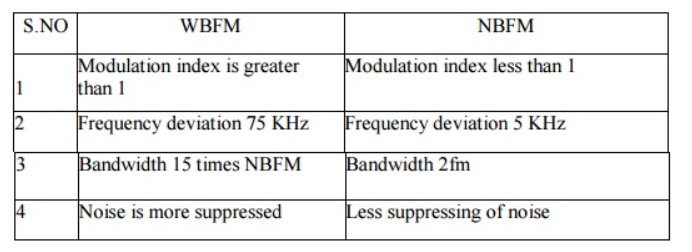 S.NO WBFM NBFM
Modulation index is greater Modulation index less than 1
1 than 1
2 Frequency deviation 75 KHz Frequency deviation 5 KHz
3 Bandwidth 15 times NBFM Bandwidth 2fm
4 Noise is more suppressed Less suppressing of noise